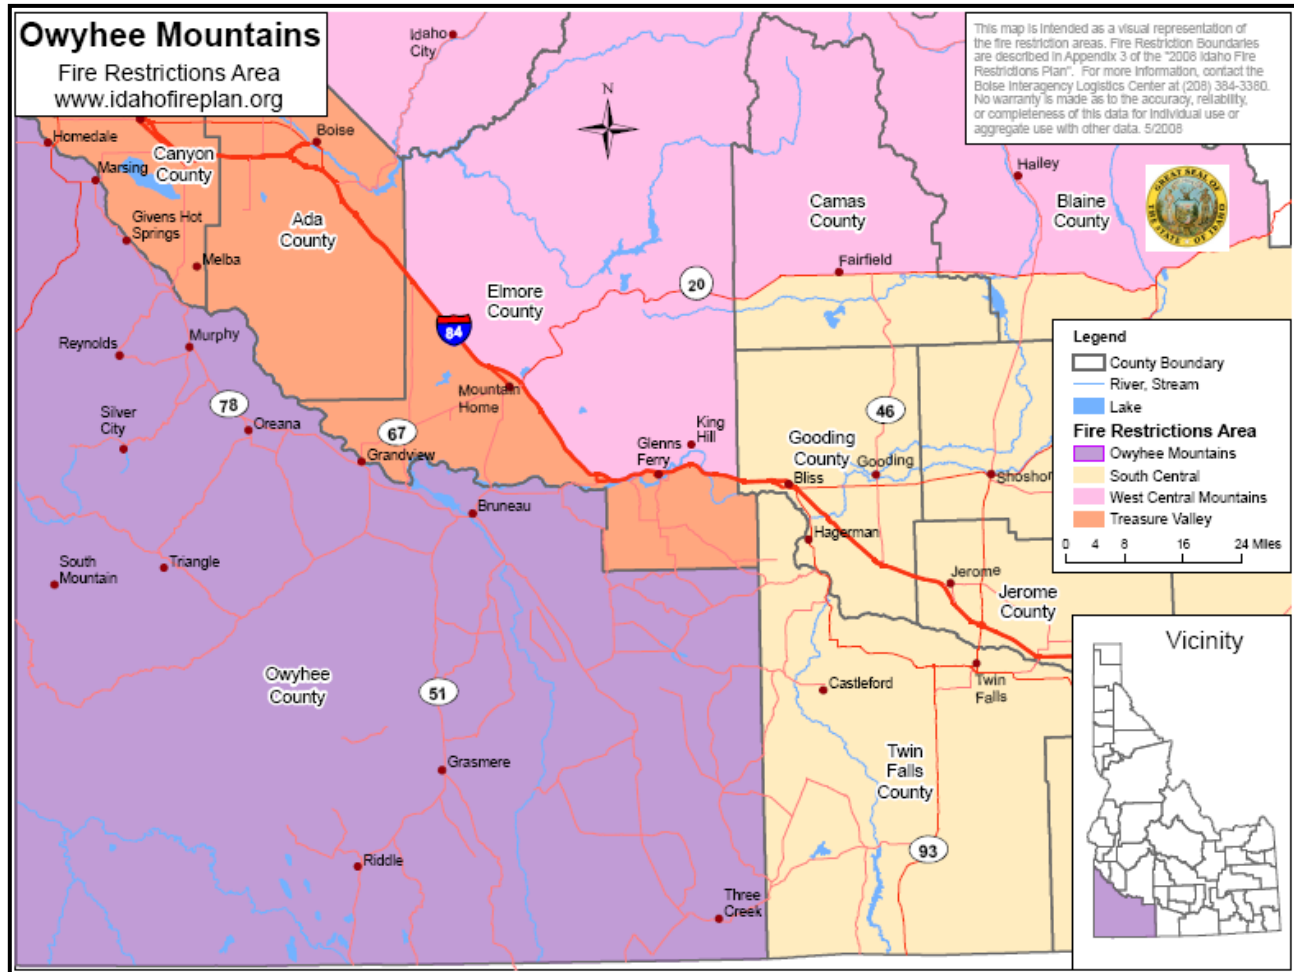 Owyhee Mountains
Fire Restrictions Area
www.idahofireplan.org
This map is intended as a visual representation of
the fire restriction areas. Fire Restriction Boundaries
are described in Appendix 3 of the "2008 Idaho Fire
Restrictions Plan". For more information, contact the
Boise Interagency Logistics Center at (208) 384-3380.
No warranty is made as to the accuracy, reliability,
or completeness of this data for individual use or
aggregate use with other data. 5/2008
Idaho
City
N
Homedale
Boise
Canyon
County
Marsing
Hailey
GREAT SEAL OF
THE STATE OF IDAHO
Givens Hot
Springs
Ada
County
Camas
County
Blaine
County
Melba
Fairfield
Elmore
County
20
84
Murphy
Reynolds
Mountain
Home
78
Silver
City
Oreana
67
Grandview
46
King
Hill
Glenns
Ferry
Gooding
County
Gooding
Bliss
Shoshon
Legend
County Boundary
River, Stream
Lake
Fire Restrictions Area
Owyhee Mountains
South Central
West Central Mountains
Treasure Valley
0 4 8 16 24 Miles
Bruneau
Hagerman
South
Mountain
Triangle
Jerome
Jerome
County
Owyhee
County
51
Castleford
Twin
Falls
Twin
Falls
County
Grasmere
93
Riddle
Three
Creek
Vicinity